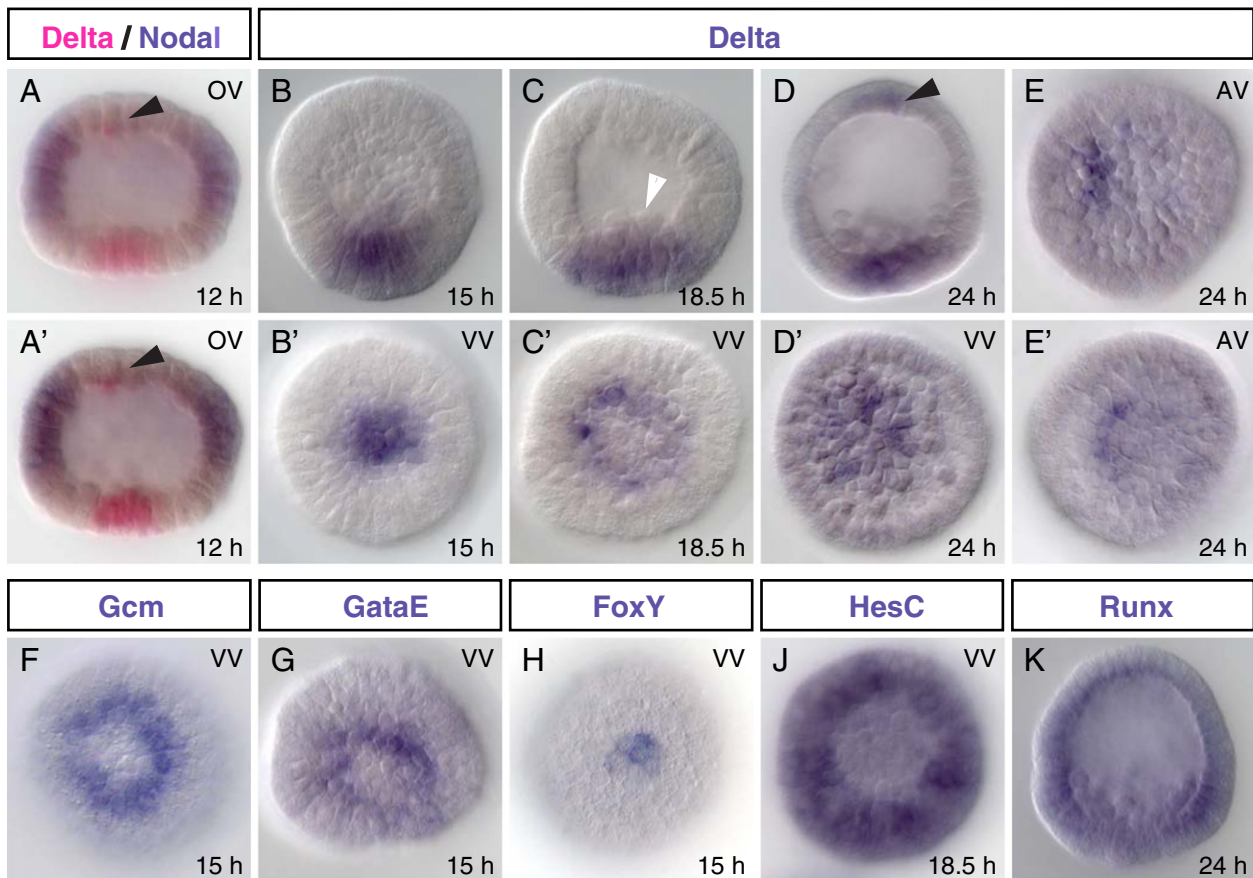 Delta / Nodal
Delta
A OV
12 h
B
15 h
C
18.5 h
D
24 h
E AV
24 h
A' OV
12 h
B' VV
15 h
C' VV
18.5 h
D' VV
24 h
E' AV
24 h
Gcm
GataE
FoxY
HesC
Runx
F VV
15 h
G VV
15 h
H VV
15 h
J VV
18.5 h
K
24 h